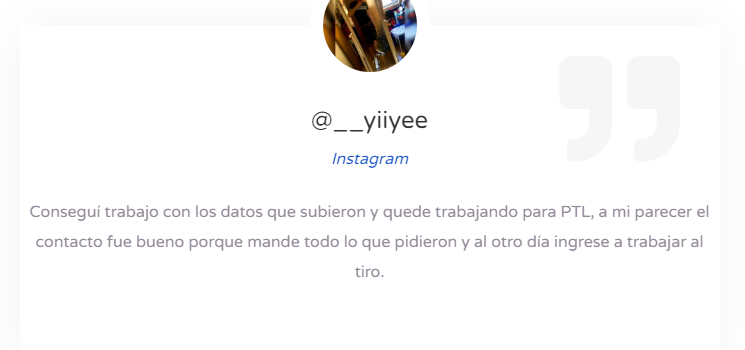 @__yiiyee
Instagram
Conseguí trabajo con los datos que subieron y quede trabajando para PTL, a mi parecer el
contacto fue bueno porque mande todo lo que pidieron y al otro día ingrese a trabajar al
tiro.